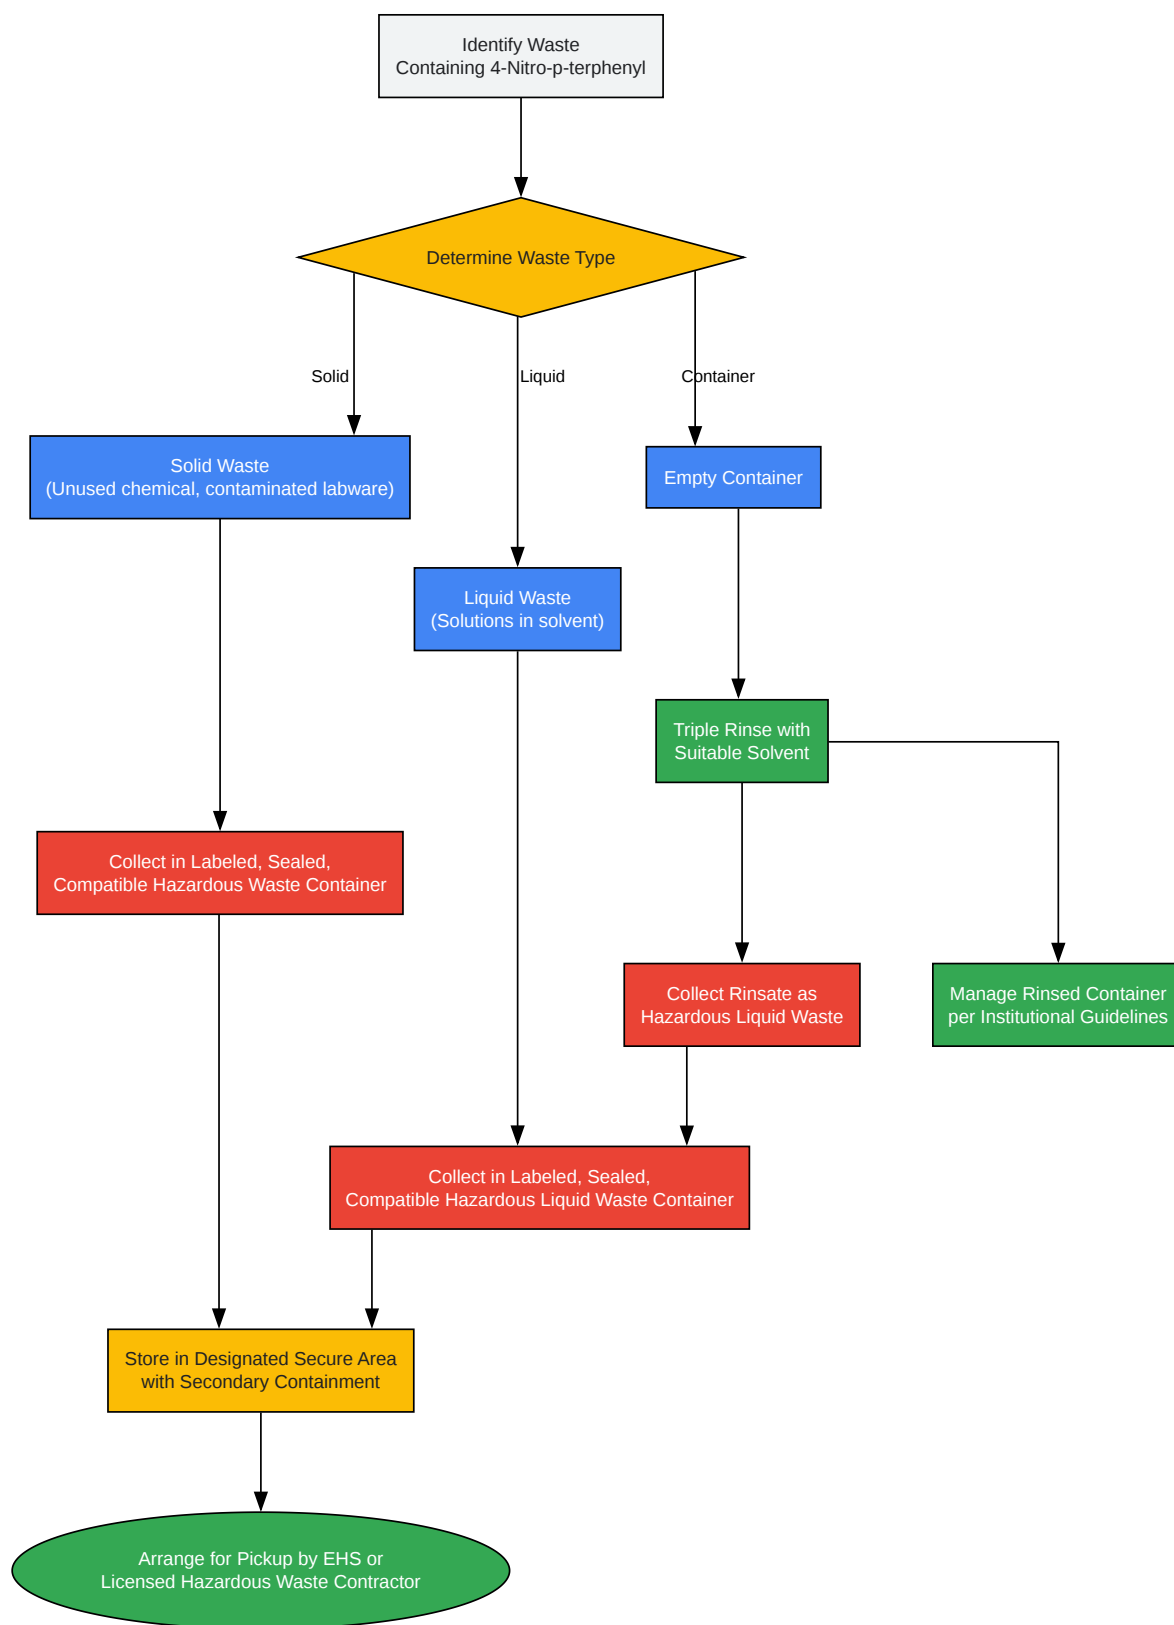 Identify Waste
Containing 4-Nitro-p-terphenyl
Determine Waste Type
Solid
Liquid
Container
Solid Waste
(Unused chemical, contaminated labware)
Empty Container
Liquid Waste
(Solutions in solvent)
Triple Rinse with
Suitable Solvent
Collect in Labeled, Sealed,
Compatible Hazardous Waste Container
Collect Rinsate as
Hazardous Liquid Waste
Manage Rinsed Container
per Institutional Guidelines
Collect in Labeled, Sealed,
Compatible Hazardous Liquid Waste Container
Store in Designated Secure Area
with Secondary Containment
Arrange for Pickup by EHS or
Licensed Hazardous Waste Contractor